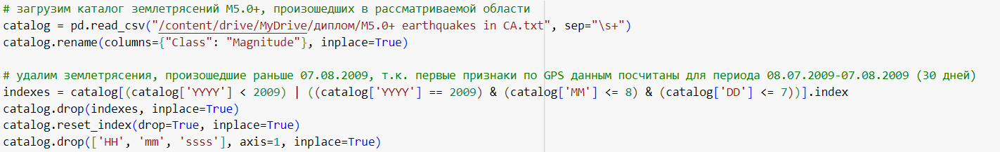 # загрузим каталог землетрясений M5.0+, произошедших в рассматриваемой области
catalog = pd.read_csv("/content/drive/MyDrive/диплом/M5.0+ earthquakes in CA.txt", sep="\s+")
catalog.rename(columns={"Class": "Magnitude"}, inplace=True)
# удалим землетрясения, произошедшие раньше 07.08.2009, т.к. первые признаки по GPS данным посчитаны для периода 08.07.2009-07.08.2009 (30 дней)
indexes = catalog[(catalog['YYYY'] < 2009) | ((catalog['YYYY'] == 2009) & (catalog['MM'] <= 8) & (catalog['DD'] <= 7))].index
catalog.drop(indexes, inplace=True)
catalog.reset_index(drop=True, inplace=True)
catalog.drop(['HH', 'mm', 'ssss'], axis=1, inplace=True)